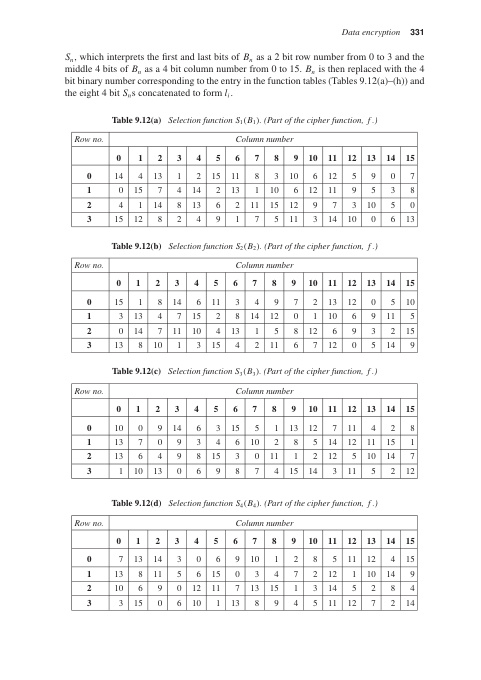 Data encryption 331
Sn, which interprets the first and last bits of Bn as a 2 bit row number from 0 to 3 and the
middle 4 bits of Bn as a 4 bit column number from 0 to 15. Bn is then replaced with the 4
bit binary number corresponding to the entry in the function tables (Tables 9.12(a)–(h)) and
the eight 4 bit Sns concatenated to form li.
Table 9.12(a) Selection function S1(B1). (Part of the cipher function, f.)
Row no. Column number
0 1 2 3 4 5 6 7 8 9 10 11 12 13 14 15
0 14 4 13 1 2 15 11 8 3 10 6 12 5 9 0 7
1 0 15 7 4 14 2 13 1 10 6 12 11 9 5 3 8
2 4 1 14 8 13 6 2 11 15 12 9 7 3 10 5 0
3 15 12 8 2 4 9 1 7 5 11 3 14 10 0 6 13
Table 9.12(b) Selection function S2(B2). (Part of the cipher function, f.)
Row no. Column number
0 1 2 3 4 5 6 7 8 9 10 11 12 13 14 15
0 15 1 8 14 6 11 3 4 9 7 2 13 12 0 5 10
1 3 13 4 7 15 2 8 14 12 0 1 10 6 9 11 5
2 0 14 7 11 10 4 13 1 5 8 12 6 9 3 2 15
3 13 8 10 1 3 15 4 2 11 6 7 12 0 5 14 9
Table 9.12(c) Selection function S3(B3). (Part of the cipher function, f.)
Row no. Column number
0 1 2 3 4 5 6 7 8 9 10 11 12 13 14 15
0 10 0 9 14 6 3 15 5 1 13 12 7 11 4 2 8
1 13 7 0 9 3 4 6 10 2 8 5 14 12 11 15 1
2 13 6 4 9 8 15 3 0 11 1 2 12 5 10 14 7
3 1 10 13 0 6 9 8 7 4 15 14 3 11 5 2 12
Table 9.12(d) Selection function S4(B4). (Part of the cipher function, f.)
Row no. Column number
0 1 2 3 4 5 6 7 8 9 10 11 12 13 14 15
0 7 13 14 3 0 6 9 10 1 2 8 5 11 12 4 15
1 13 8 11 5 6 15 0 3 4 7 2 12 1 10 14 9
2 10 6 9 0 12 11 7 13 15 1 3 14 5 2 8 4
3 3 15 0 6 10 1 13 8 9 4 5 11 12 7 2 14